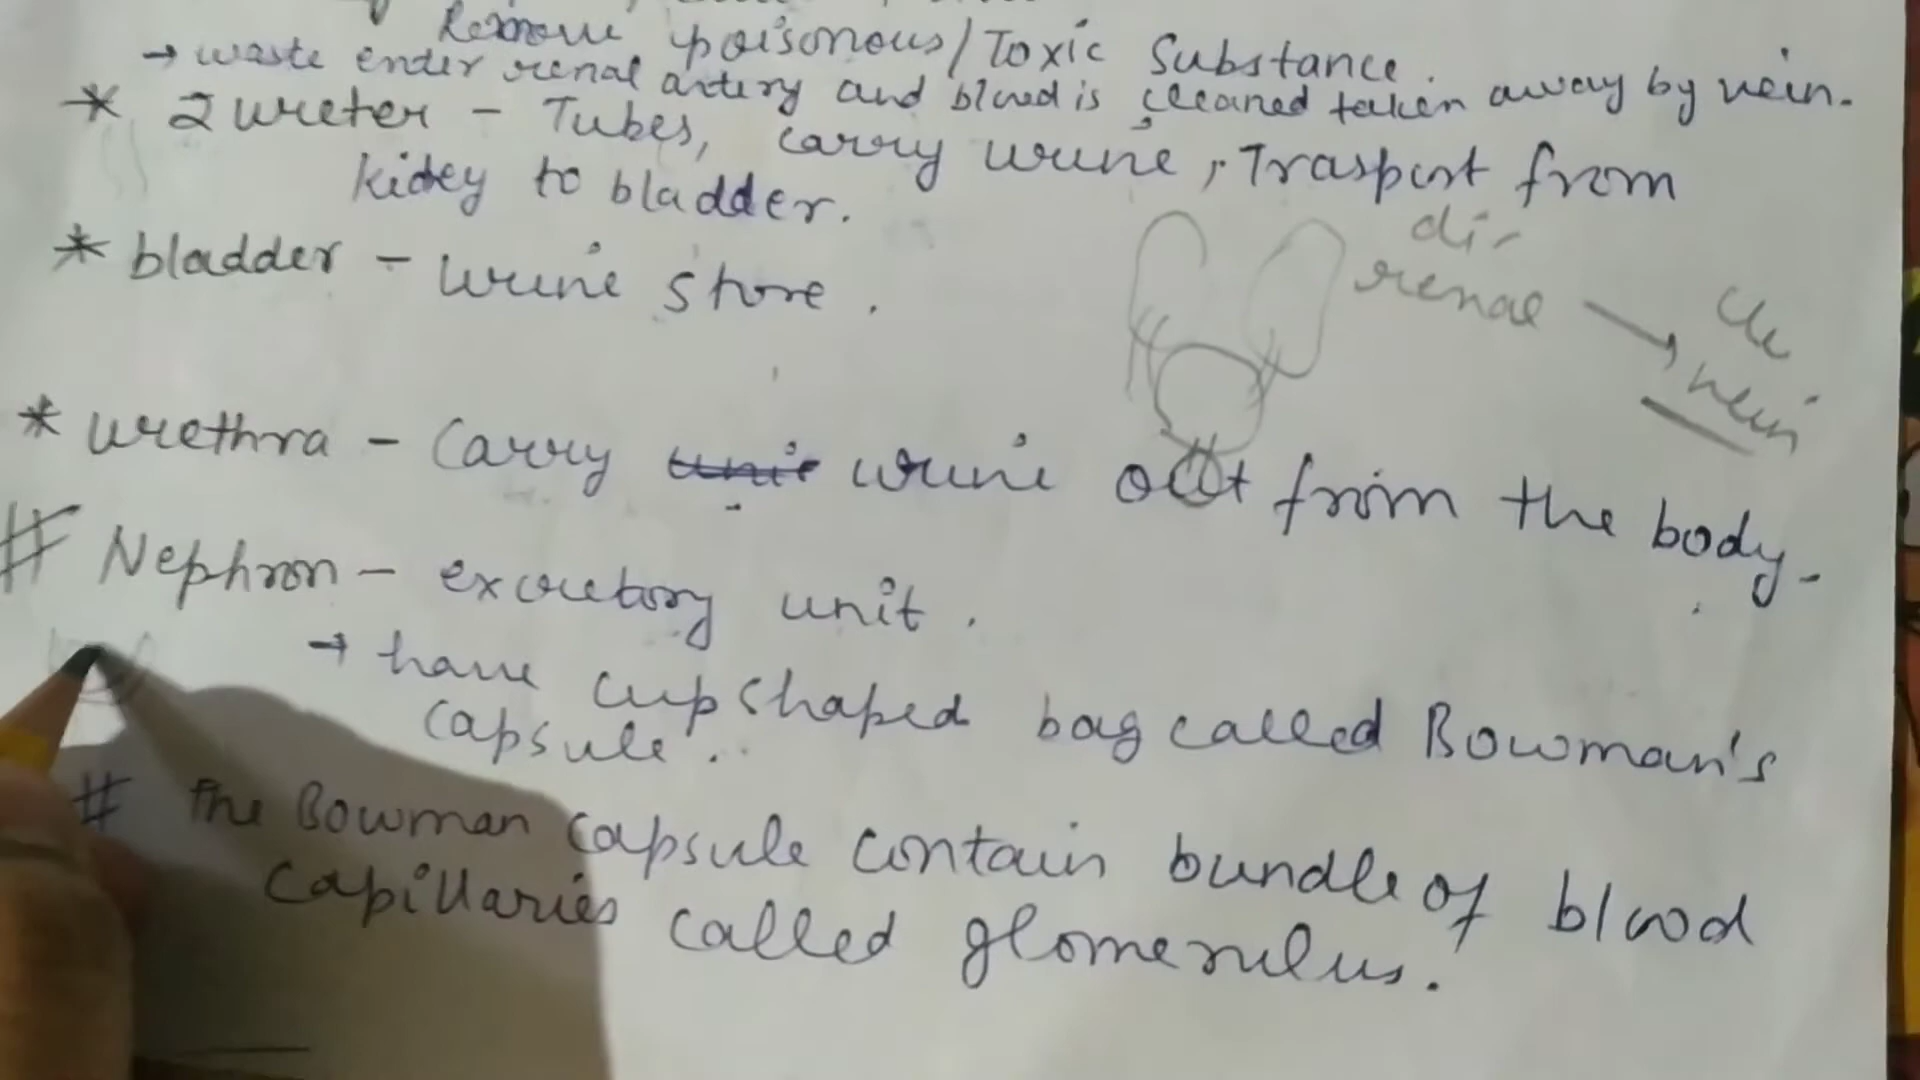 Remove poisonous/Toxic Substance.
→ waste enter renal artery and blood is cleaned taken away by vein.
* 2 ureter - Tubes, carry urine, Trasport from
kidey to bladder.
* bladder - urine store.
di-
renal → Cle
vein
* urethra - Carry urine out from the body.
# Nephron - excretory unit.
→ have cup shaped bag called Bowman's
capsule..
# The Bowman capsule contain bundle of blood
capillaries called glomerulus.